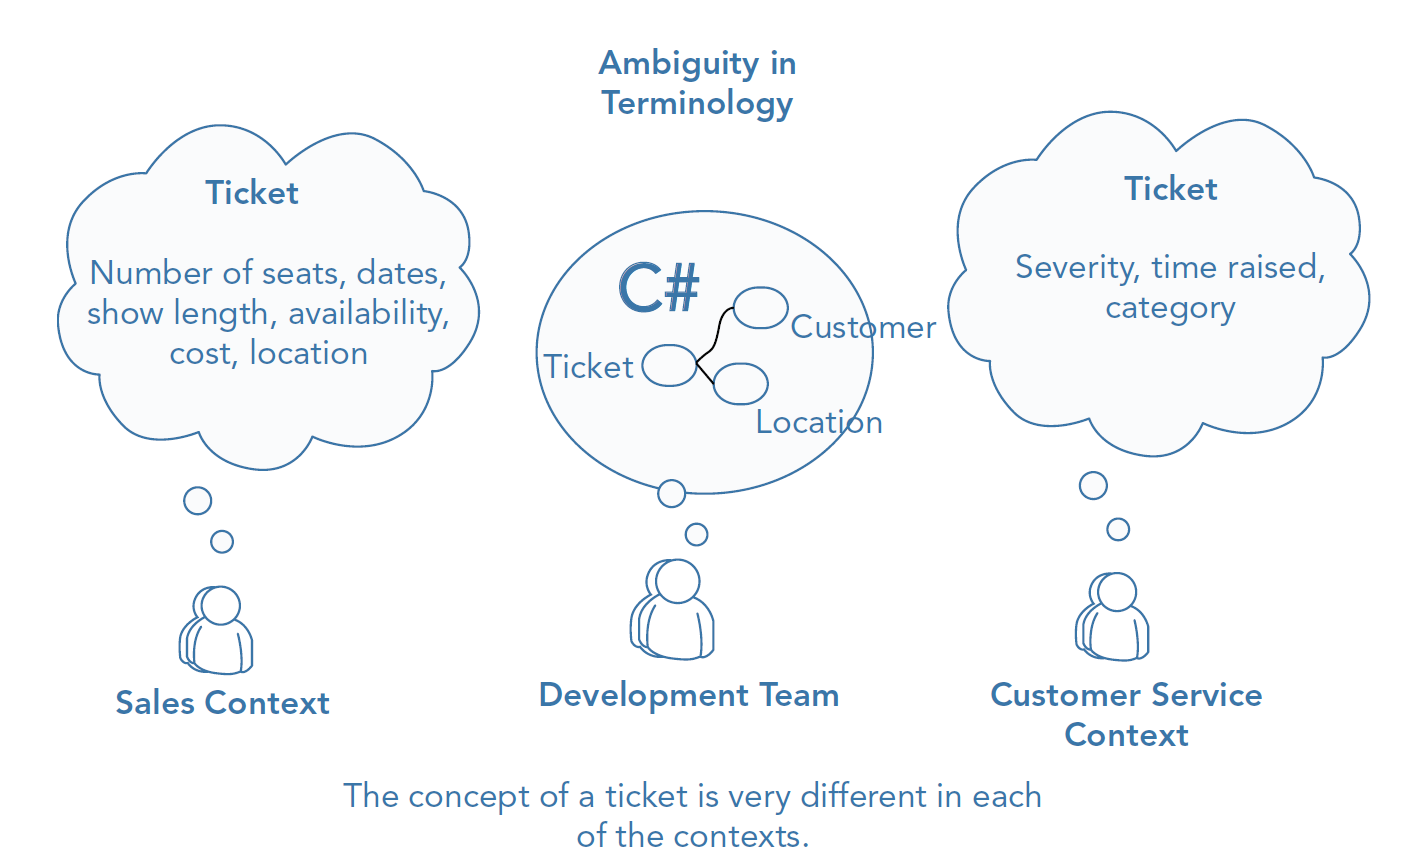 Ambiguity in
Terminology
Ticket
Number of seats, dates,
show length, availability,
cost, location
C#
Customer
Ticket
Location
Ticket
Severity, time raised,
category
Sales Context
Development Team
Customer Service
Context
The concept of a ticket is very different in each
of the contexts.